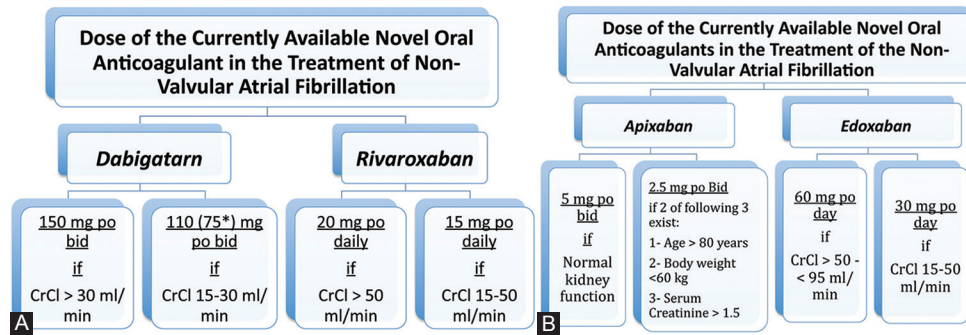 Dose of the Currently Available Novel Oral
Anticoagulant in the Treatment of Non-
Valvular Atrial Fibrillation
Dabigatarn
Rivaroxaban
150 mg po
bid
if
CrCl > 30 ml/
min
110 (75*) mg
po bid
if
CrCl 15-30 ml/
min
20 mg po
daily
if
CrCl > 50
ml/min
15 mg po
daily
if
CrCl 15-50
ml/min
A
Dose of the Currently Available Novel Oral
Anticoagulants in the Treatment of the Non-
Valvular Atrial Fibrillation
Apixaban
Edoxaban
5 mg po
bid
if
Normal
kidney
function
2.5 mg po Bid
if 2 of following 3
exist:
1- Age > 80 years
2- Body weight
<60 kg
3- Serum
Creatinine > 1.5
60 mg po
day
if
CrCl > 50 -
< 95 ml/
min
30 mg po
day
if
CrCl 15-50
ml/min
B